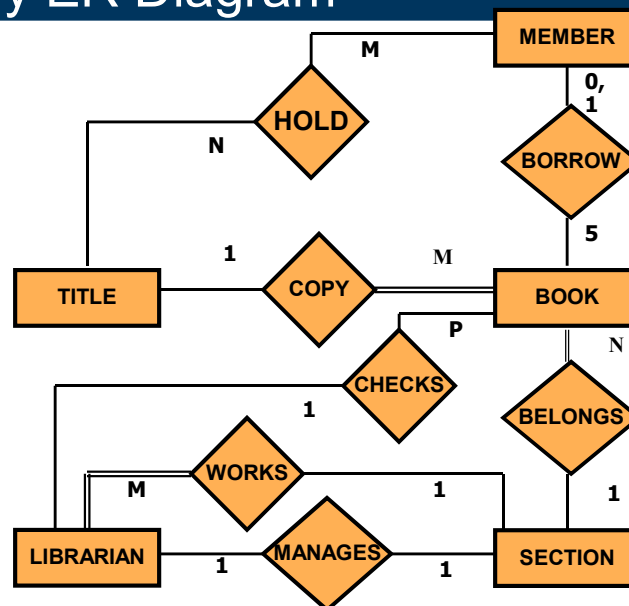 y ER Diagram
MEMBER
M
0,
1
HOLD
N
BORROW
5
1
M
TITLE
COPY
BOOK
P
N
CHECKS
1
BELONGS
WORKS
M
1
1
LIBRARIAN
MANAGES
SECTION
1
1